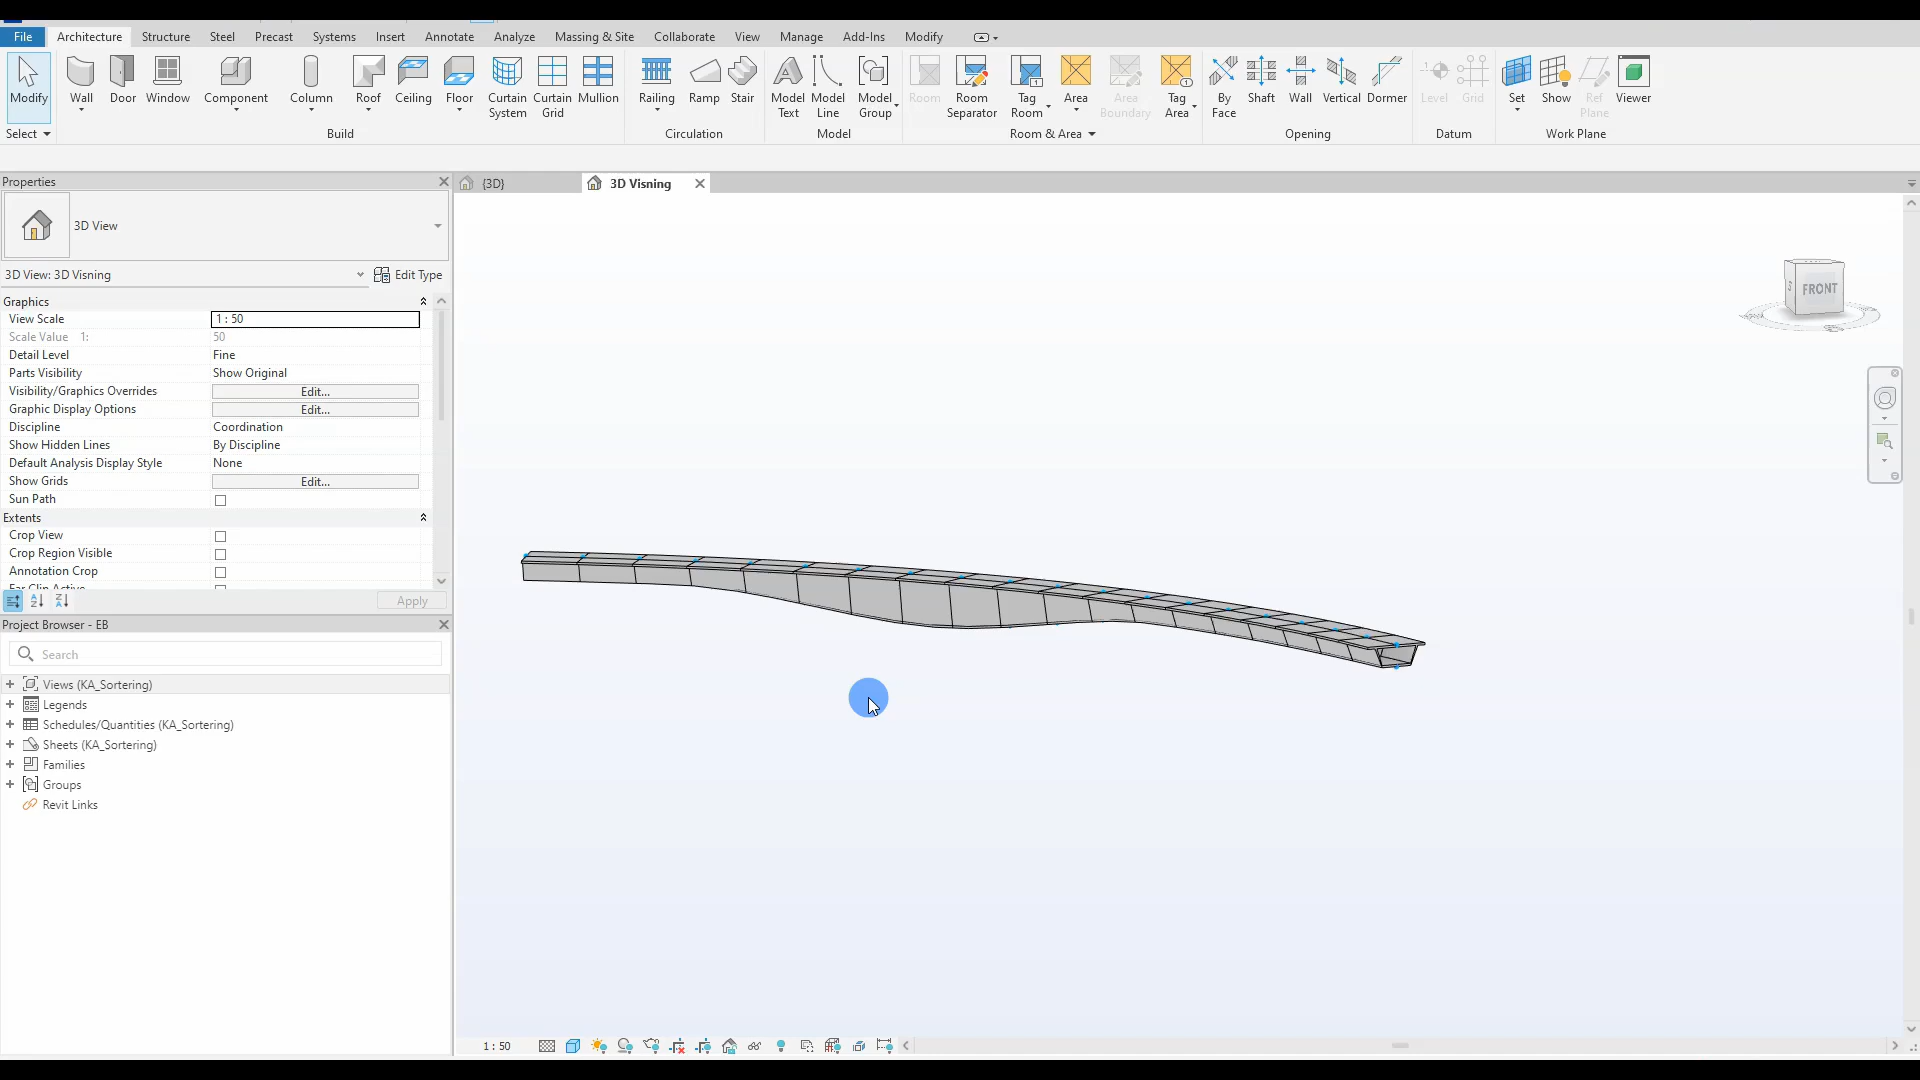 File Architecture Structure Steel Precast Systems Insert Annotate Analyze Massing & Site Collaborate View Manage Add-Ins Modify
Modify Wall Door Window Component Column Roof Ceiling Floor Curtain System Curtain Grid Mullion Railing Ramp Stair Model Text Model Line Model Group Room Room Separator Tag Room Area Area Boundary Tag Area By Face Shaft Wall Vertical Dormer Level Grid Set Show Ref Plane Viewer
Select Build Circulation Model Room & Area Opening Datum Work Plane
Properties
{3D} 3D Visning
3D View
3D View: 3D Visning Edit Type
Graphics
View Scale 1 : 50
Scale Value 1: 50
Detail Level Fine
Parts Visibility Show Original
Visibility/Graphics Overrides Edit...
Graphic Display Options Edit...
Discipline Coordination
Show Hidden Lines By Discipline
Default Analysis Display Style None
Show Grids Edit...
Sun Path
Extents
Crop View
Crop Region Visible
Annotation Crop
Far Clip Active
Apply
Project Browser - EB
Search
Views (KA_Sortering)
Legends
Schedules/Quantities (KA_Sortering)
Sheets (KA_Sortering)
Families
Groups
Revit Links
FRONT
1 : 50